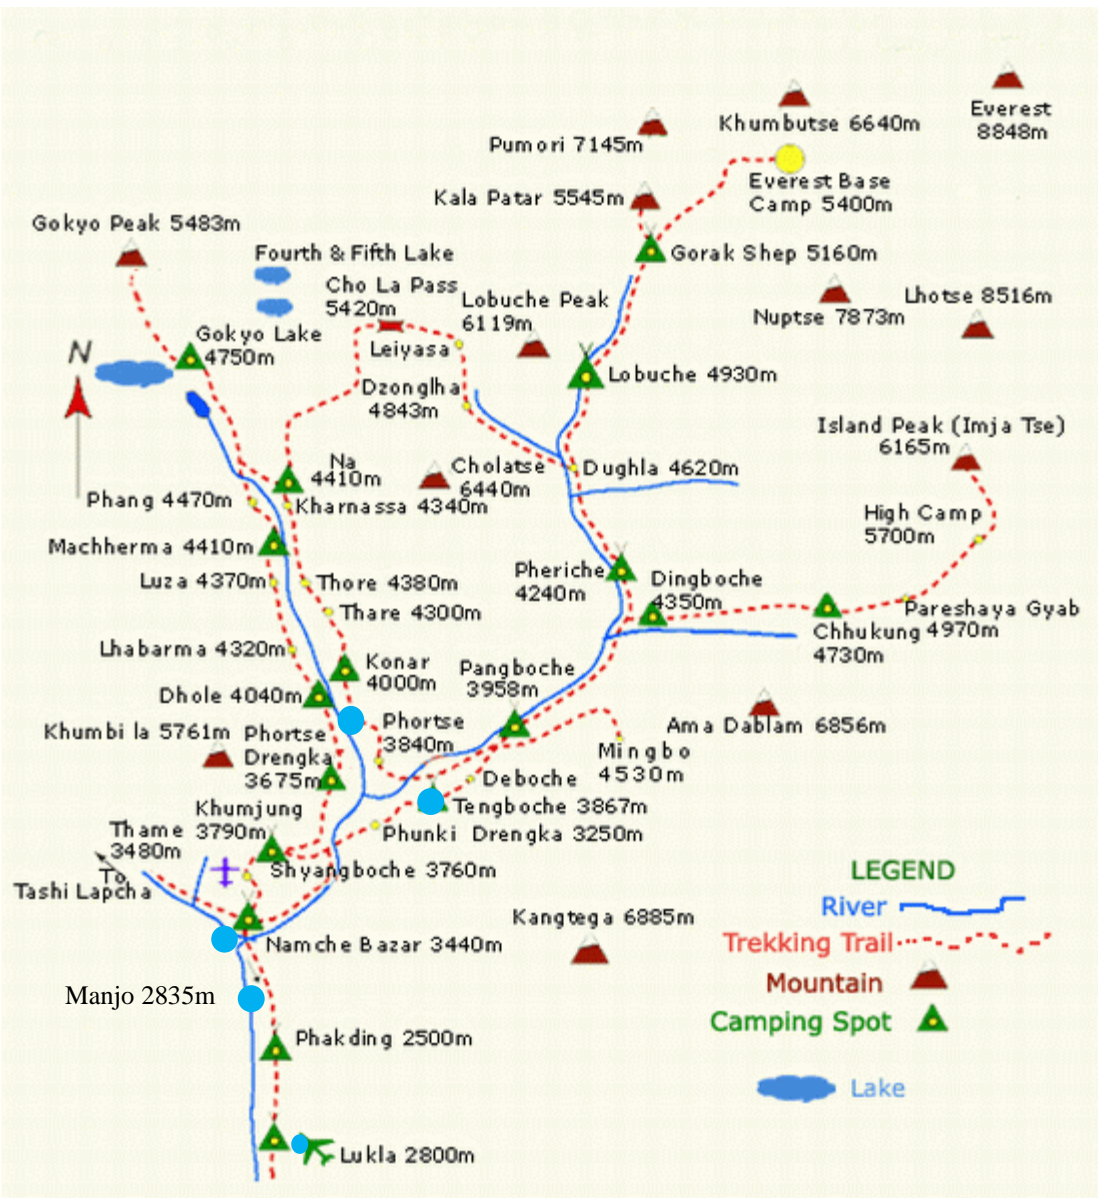 Everest
8848m
Khumbutse 6640m
Pumori 7145m
Everest Base
Camp 5400m
Kala Patar 5545m
Gokyo Peak 5483m
Fourth & Fifth Lake
Gorak Shep 5160m
Cho La Pass
5420m
Lobuche Peak
6119m
Lhotse 8516m
Nuptse 7873m
Gokyo Lake
4750m
N
Leiyasa
Lobuche 4930m
Dzonglha
4843m
Island Peak (Imja Tse)
6165m
Na
4410m
Cholatse
6440m
Dughla 4620m
Phang 4470m
Kharnassa 4340m
High Camp
5700m
Machherma 4410m
Luza 4370m
Thore 4380m
Pheriche
4240m
Dingboche
4350m
Thare 4300m
Pareshaya Gyab
4970m
Chhukung
4730m
Lhabarma 4320m
Konar
4000m
Pangboche
3958m
Dhole 4040m
Ama Dablam 6856m
Khumbi la 5761m
Phortse
Drengka
3675m
Phortse
3840m
Mingbo
4530m
Deboche
Tengboche 3867m
Khumjung
3790m
Phunki Drengka 3250m
Thame
3480m
Shyangboche 3760m
To
Tashi Lapcha
Kangtega 6885m
Namche Bazar 3440m
Manjo 2835m
Phakding 2500m
Lukla 2800m
LEGEND
River
Trekking Trail
Mountain
Camping Spot
Lake